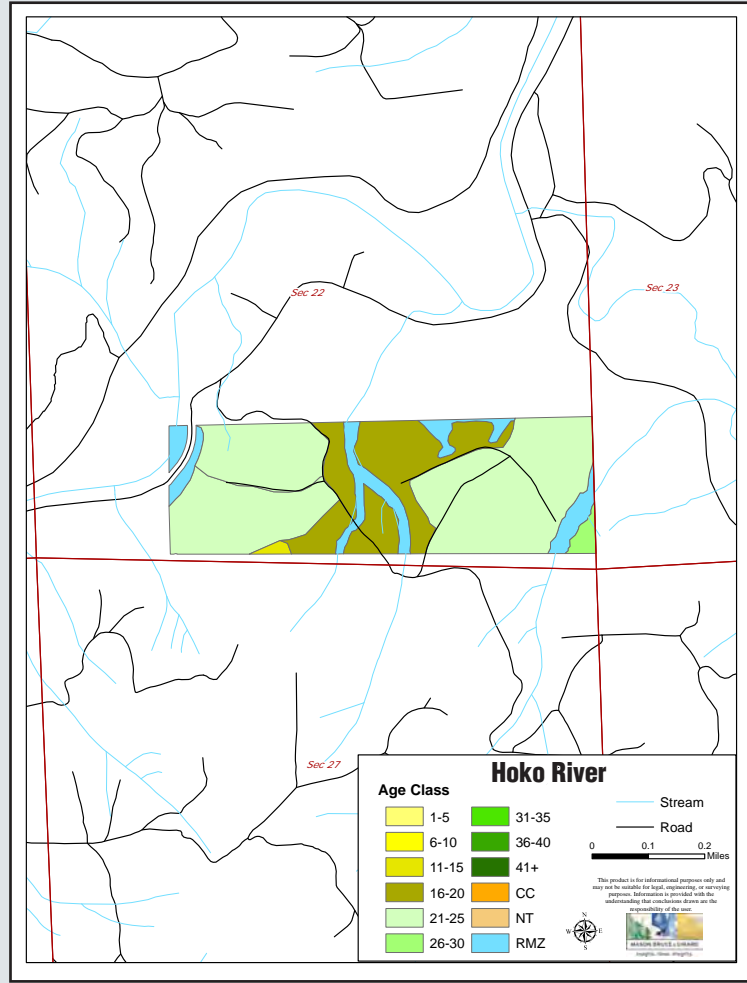 Sec 22
Sec 23
Sec 27
Hoko River
Age Class
1-5
6-10
11-15
16-20
21-25
26-30
31-35
36-40
41+
CC
NT
RMZ
Stream
Road
0 0.1 0.2
Miles
This product is for informational purposes only and
may not be suitable for legal, engineering, or surveying
purposes. Information is provided with the
understanding that conclusions drawn are the
responsibility of the user.
N
W E
S
MASON, BRUCE & GIRARD